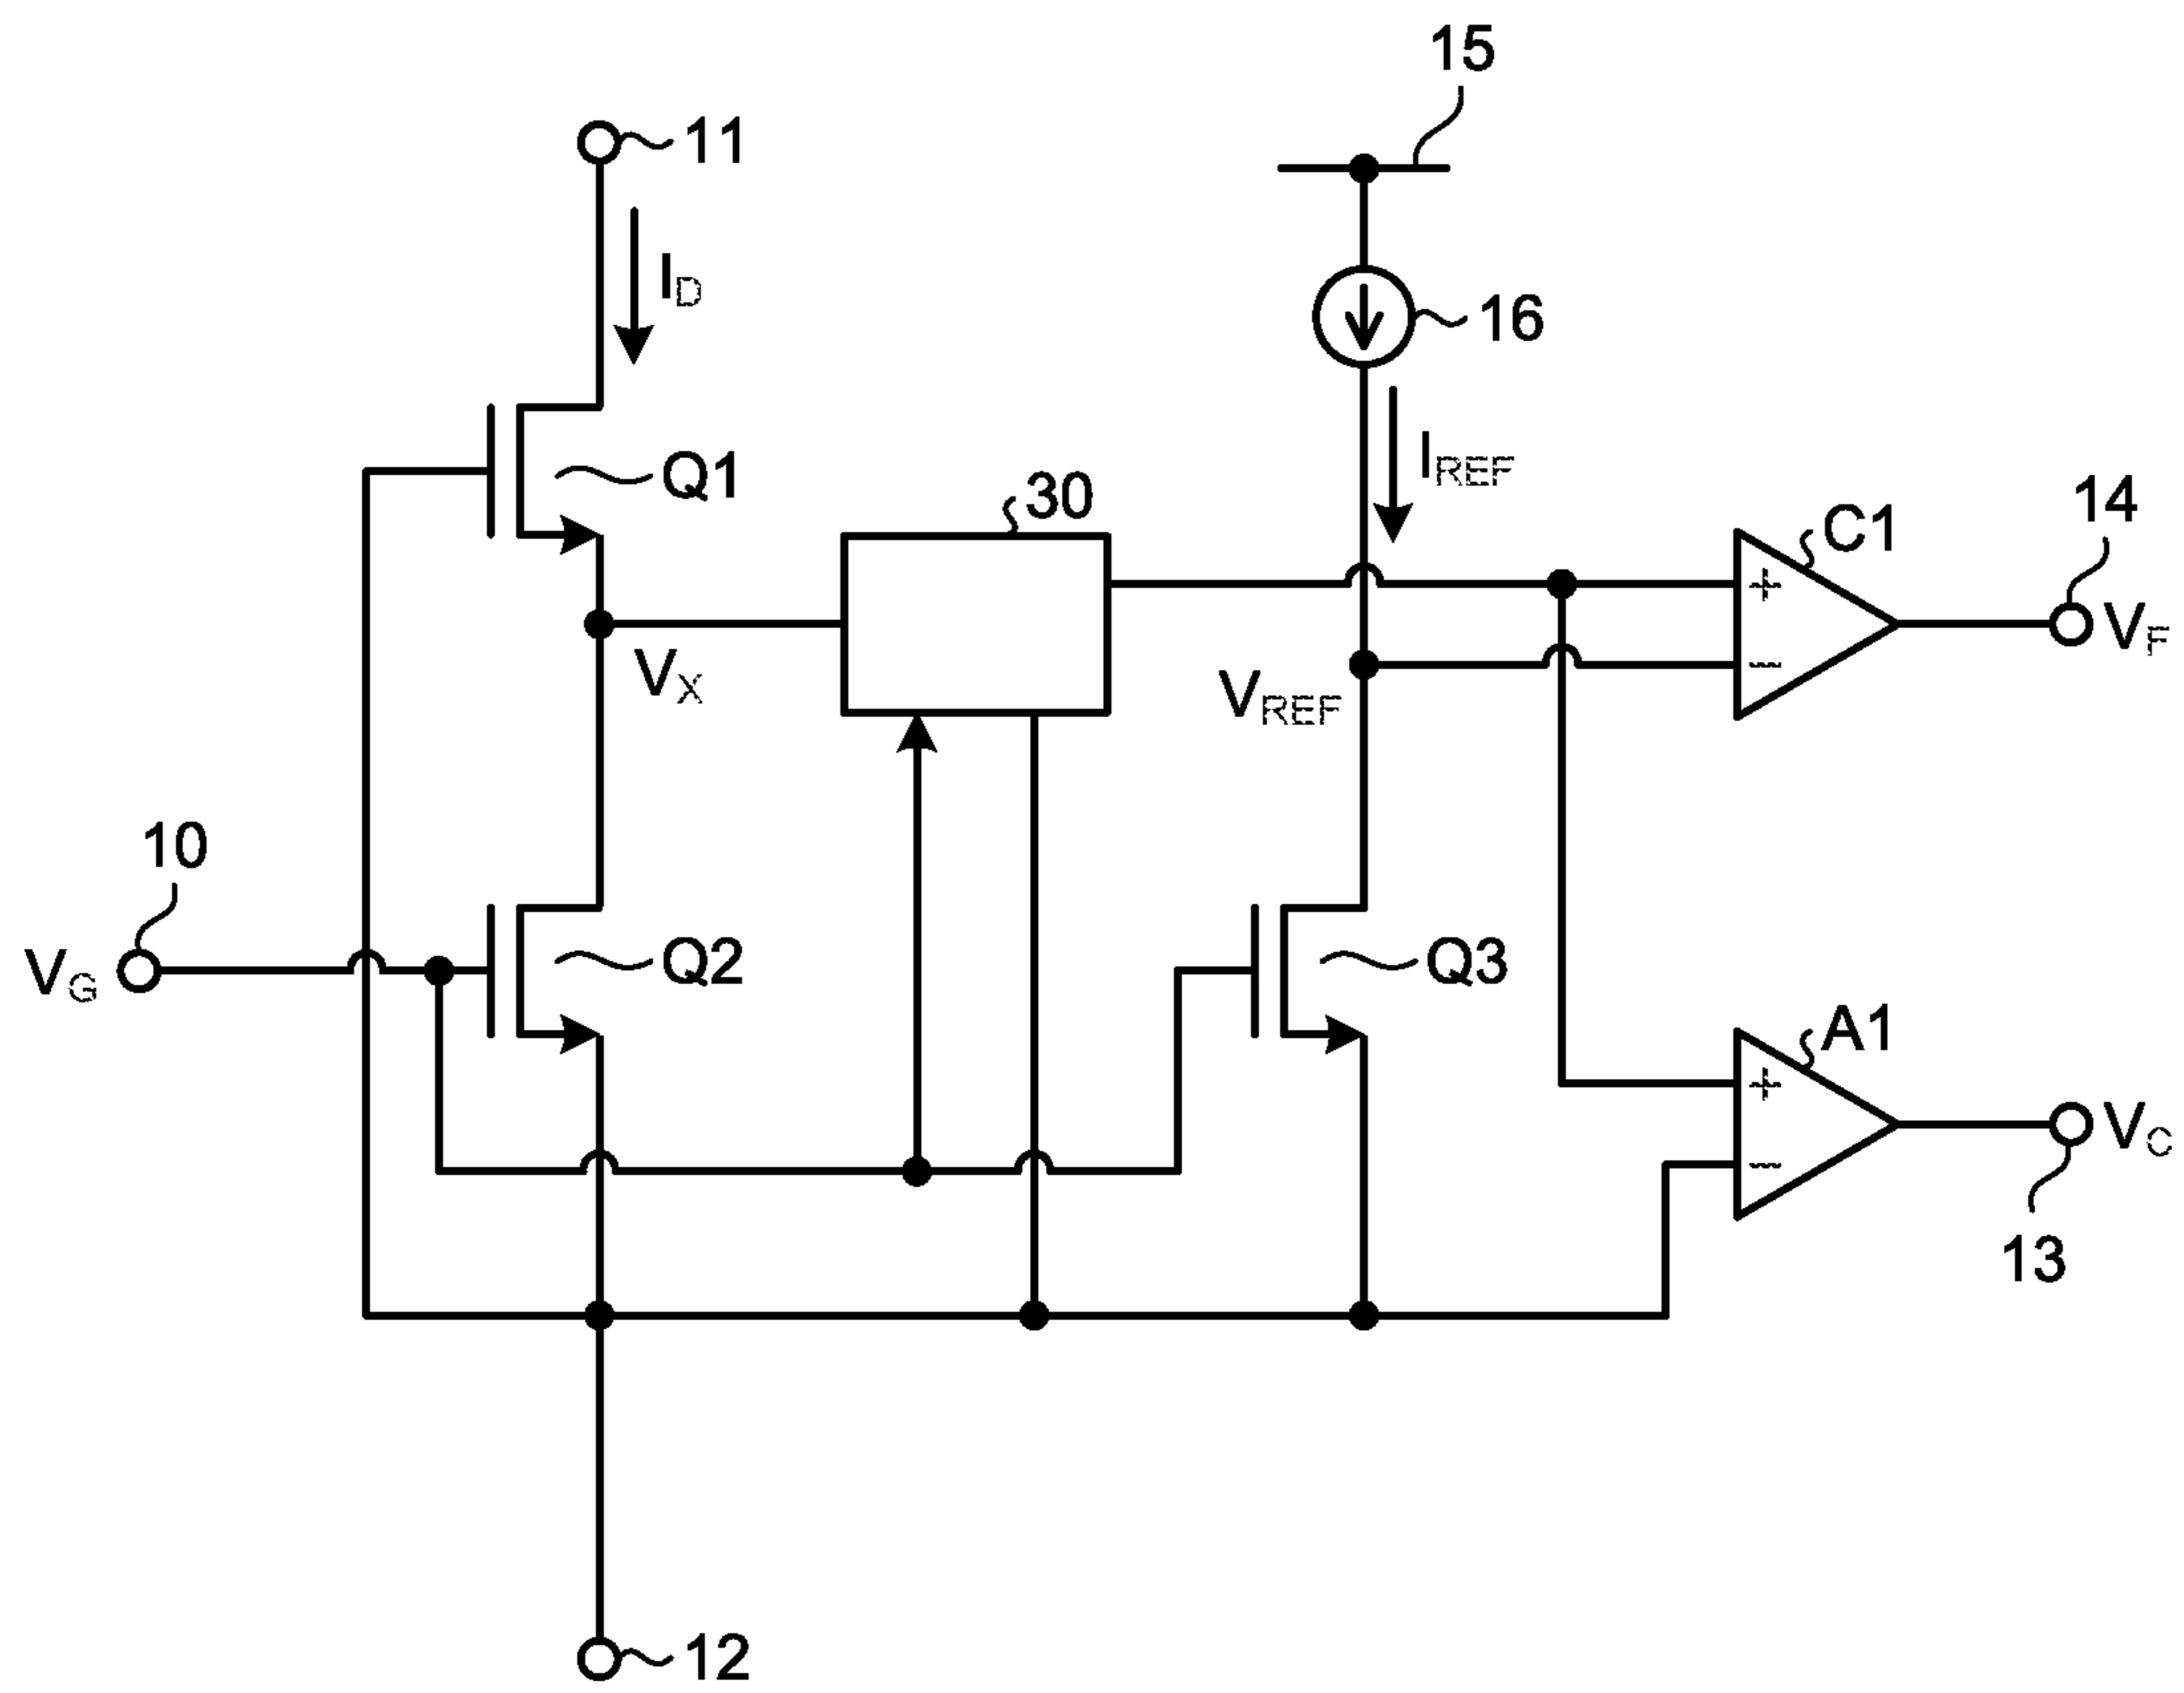 15
11
I_D
16
I_REF
Q1
30
14
C1
+
V_F
−
V_X
V_REF
10
V_G
Q2
Q3
A1
+
V_C
−
13
12